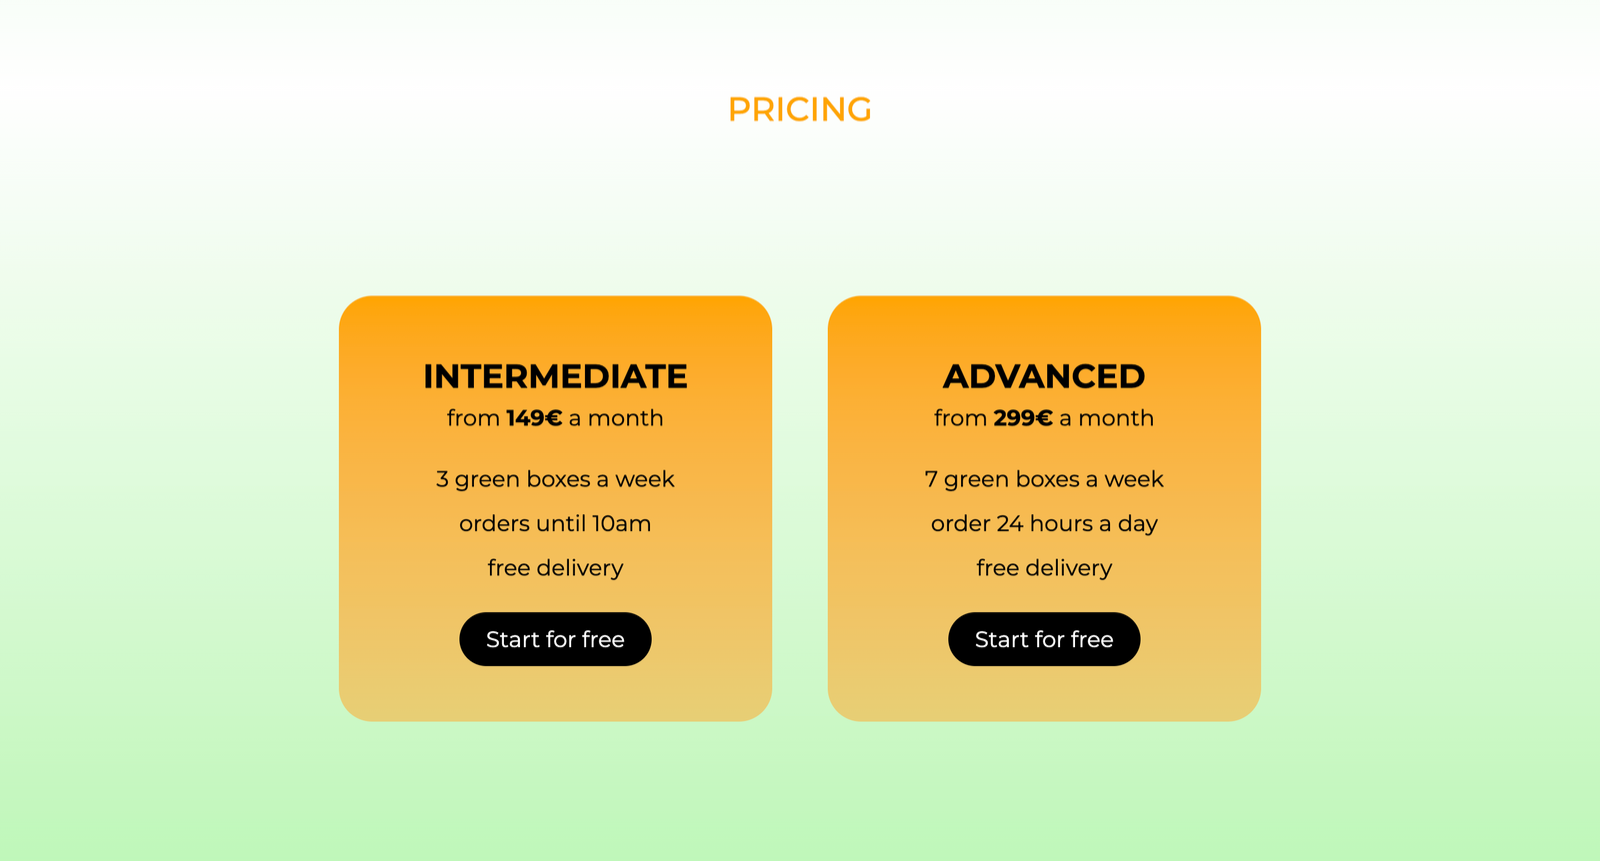 PRICING
INTERMEDIATE
from 149€ a month
3 green boxes a week
orders until 10am
free delivery
Start for free
ADVANCED
from 299€ a month
7 green boxes a week
order 24 hours a day
free delivery
Start for free